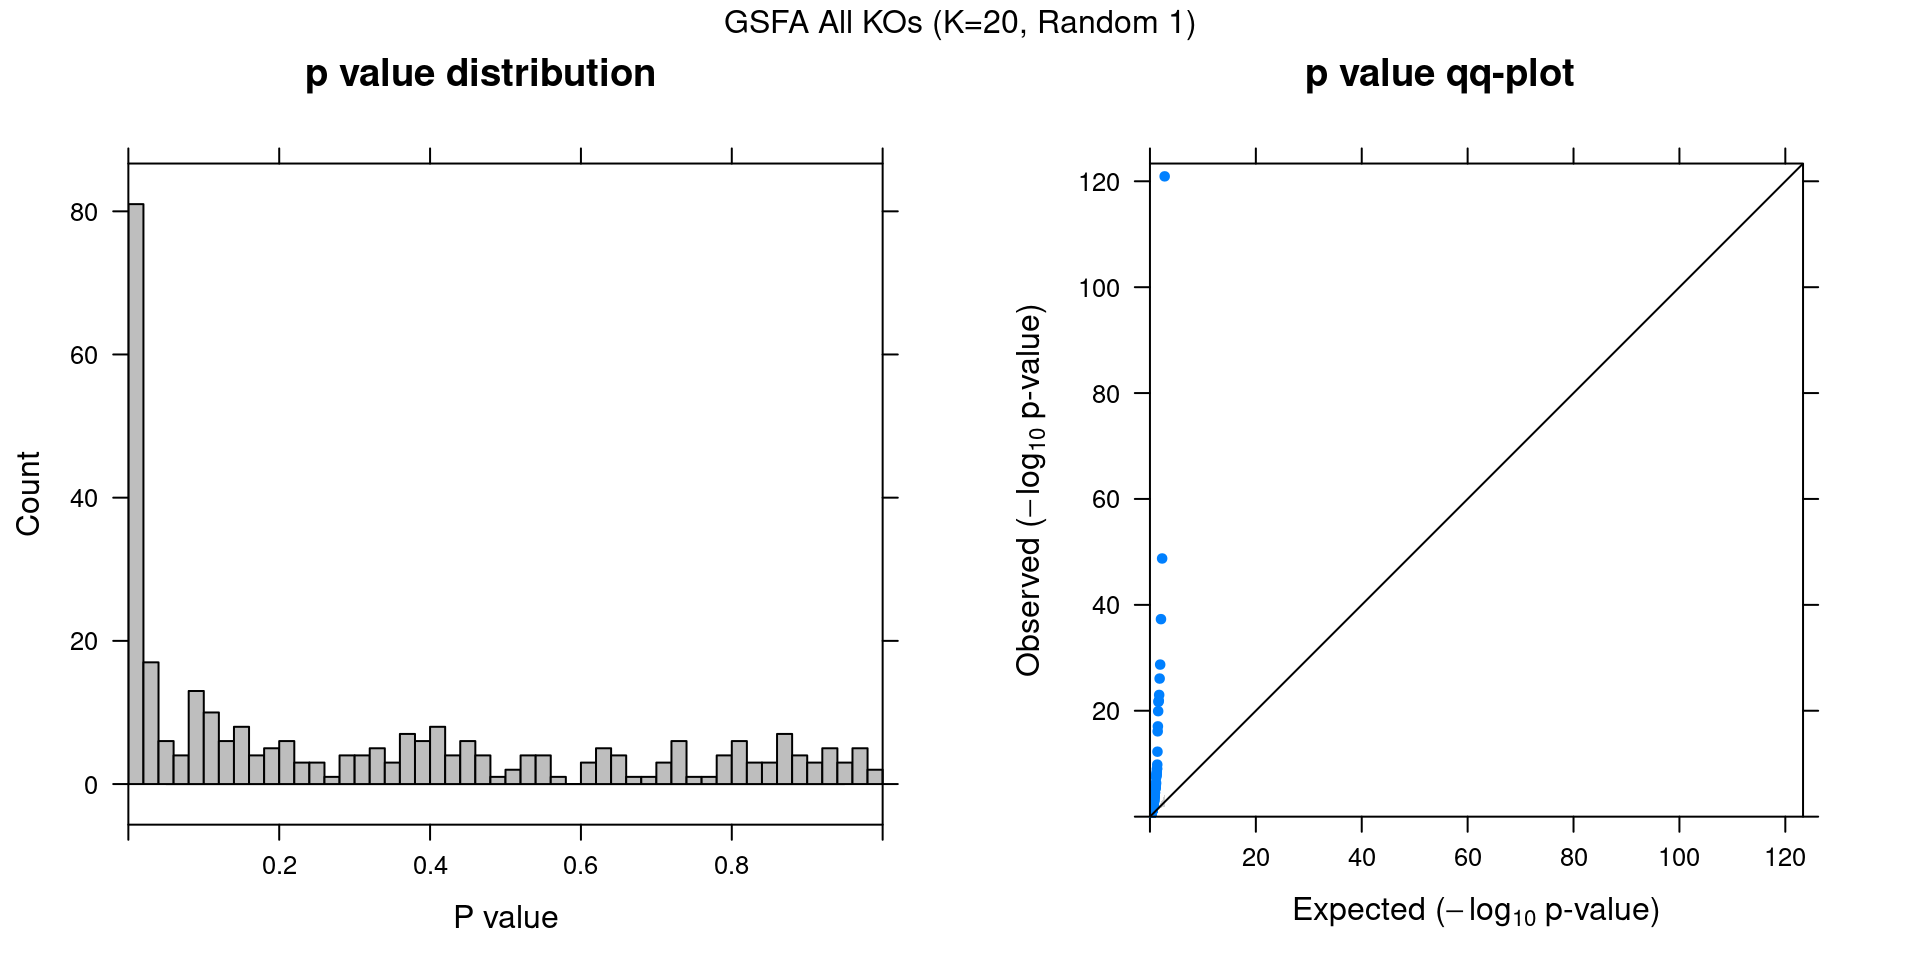 GSFA All KOs (K=20, Random 1)
p value distribution
80
60
40
20
0
Count
0.2 0.4 0.6 0.8
P value
p value qq-plot
120
100
80
60
40
20
Observed (−log10 p-value)
20 40 60 80 100 120
Expected (−log10 p-value)